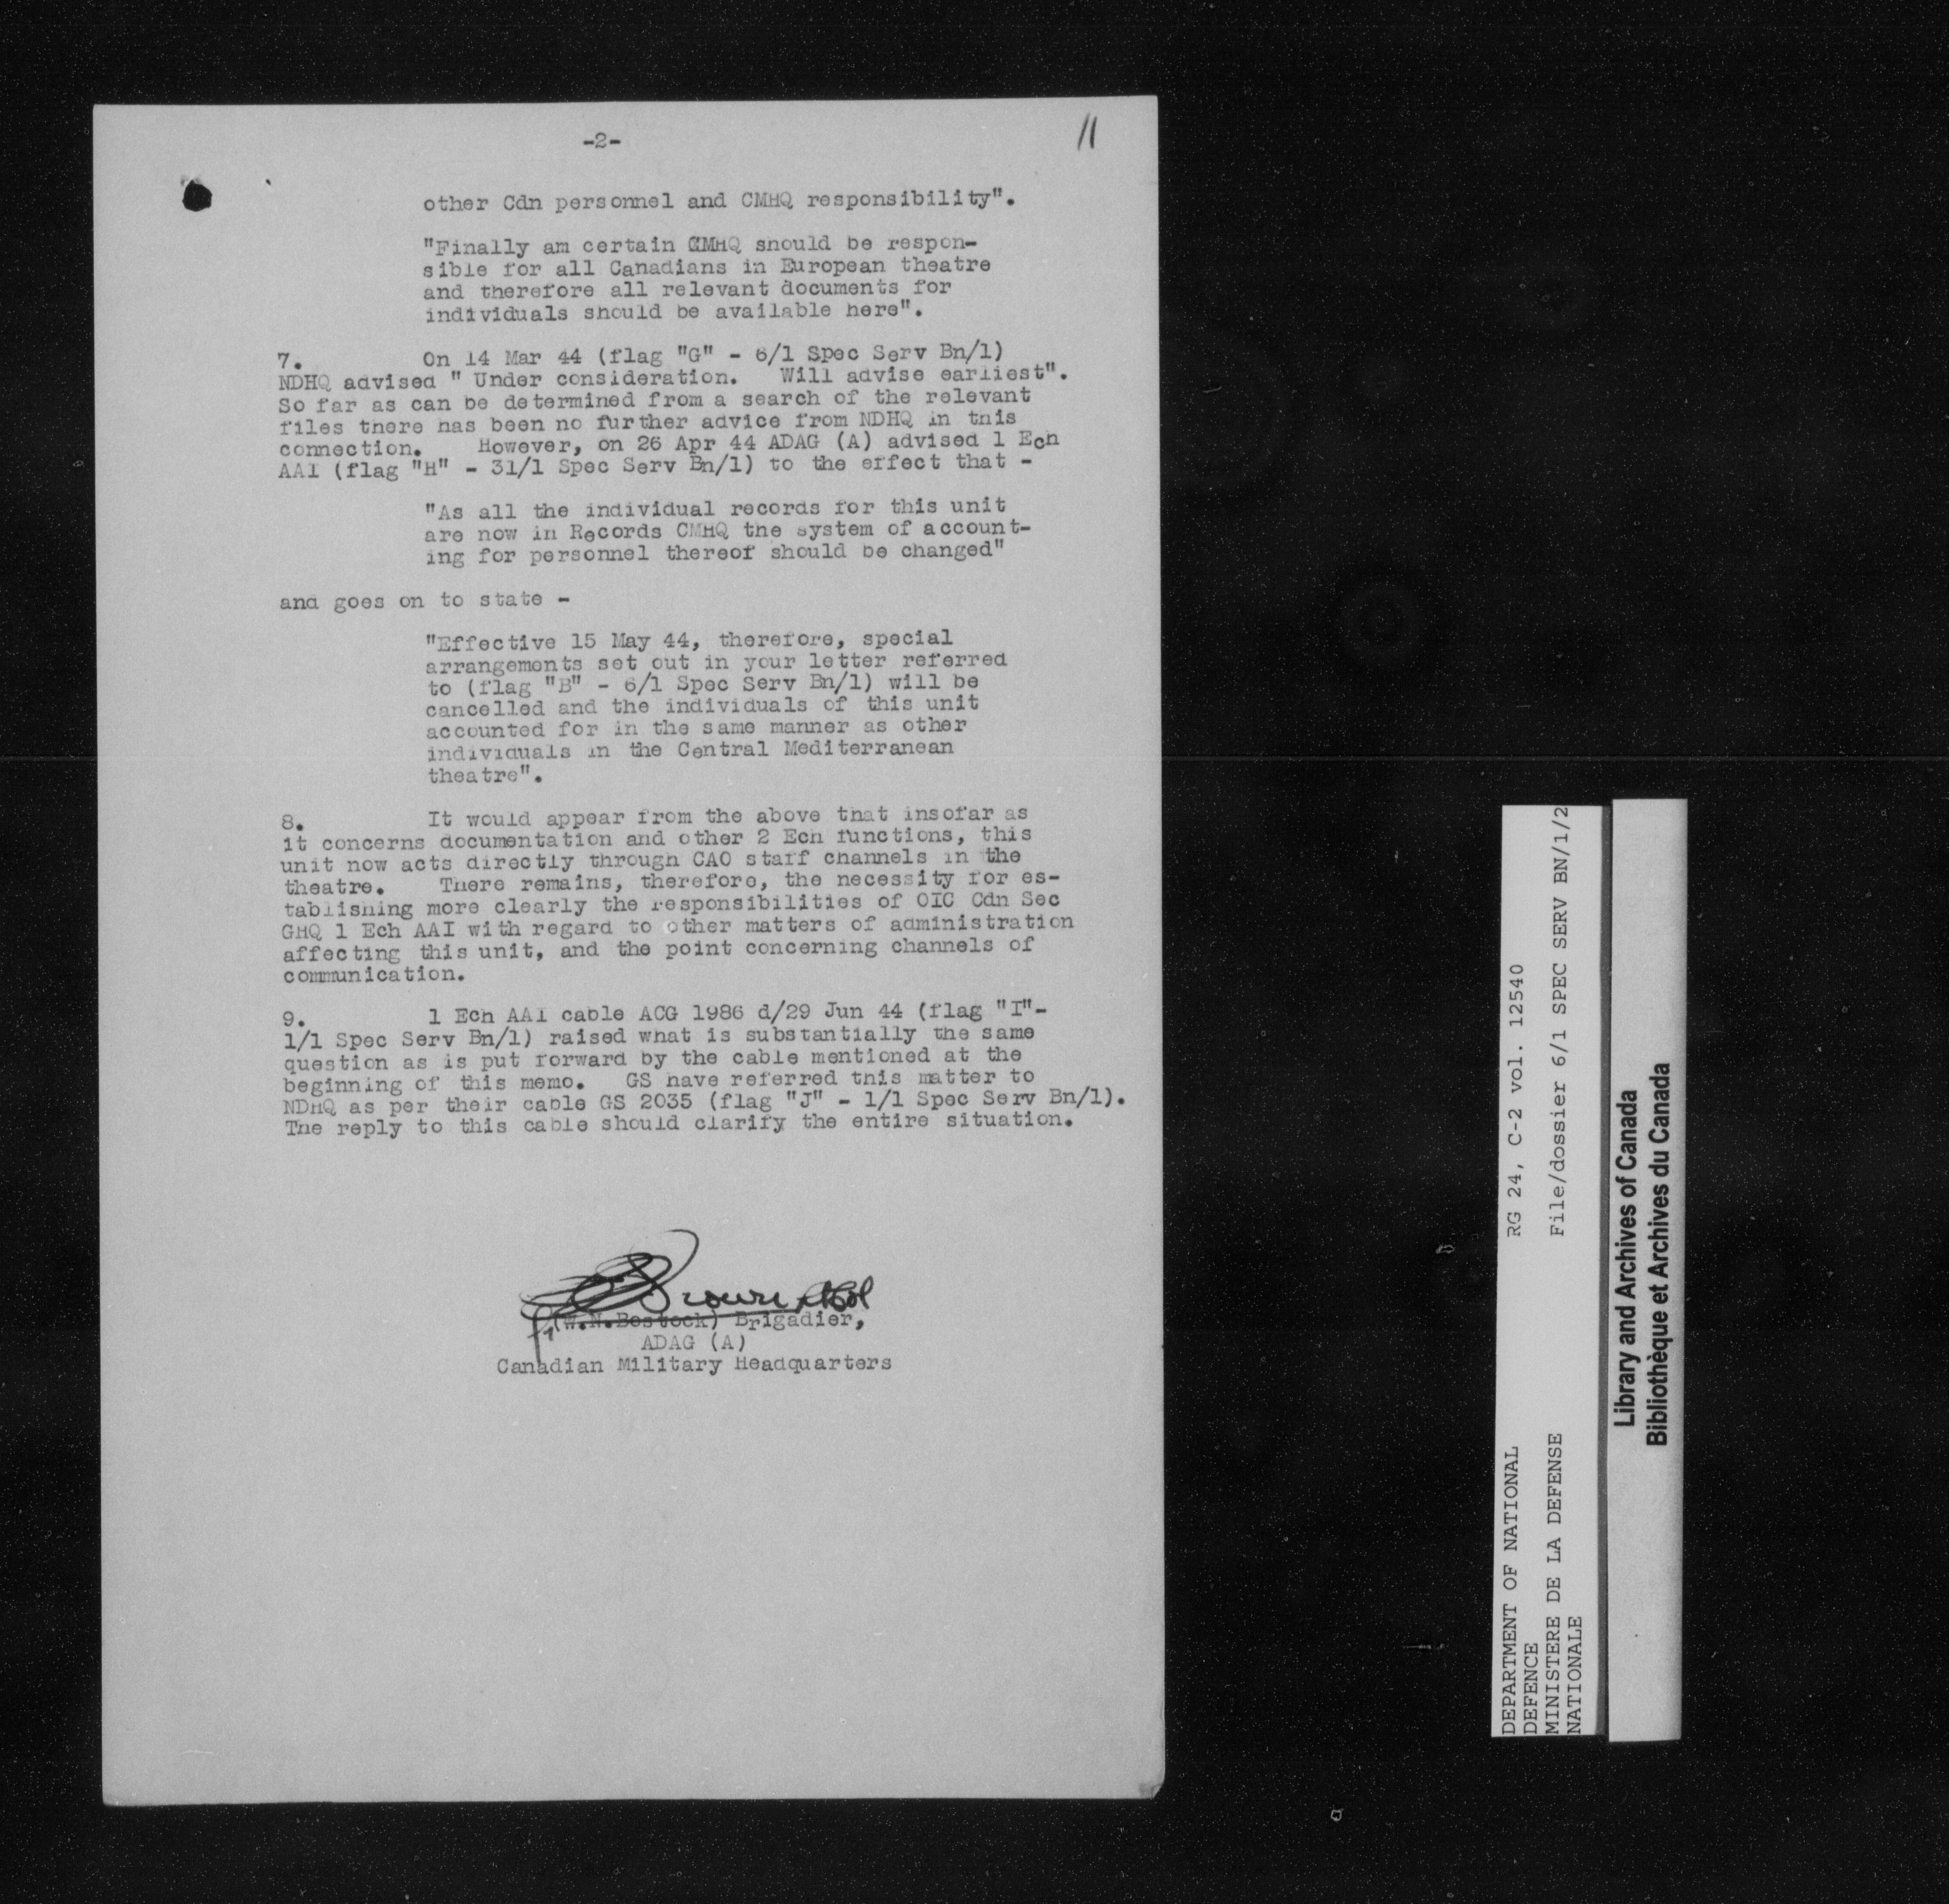 -2-
11
other Cdn personnel and CMHQ responsibility".
"Finally am certain CMHQ should be respon-
sible for all Canadians in European theatre
and therefore all relevant documents for
individuals should be available here".
7. On 14 Mar 44 (flag "G" - 6/1 Spec Serv Bn/1)
NDHQ advised " Under consideration. Will advise earliest".
So far as can be determined from a search of the relevant
files there has been no further advice from NDHQ in this
connection. However, on 26 Apr 44 ADAG (A) advised 1 Ech
AAI (flag "H" - 31/1 Spec Serv Bn/1) to the effect that -
"As all the individual records for this unit
are now in Records CMHQ the system of account-
ing for personnel thereof should be changed"
and goes on to state -
"Effective 15 May 44, therefore, special
arrangements set out in your letter referred
to (flag "B" - 6/1 Spec Serv Bn/1) will be
cancelled and the individuals of this unit
accounted for in the same manner as other
individuals in the Central Mediterranean
theatre".
8. It would appear from the above that insofar as
it concerns documentation and other 2 Ech functions, this
unit now acts directly through CAO staff channels in the
theatre. There remains, therefore, the necessity for es-
tablishing more clearly the responsibilities of OIC Cdn Sec
GHQ 1 Ech AAI with regard to other matters of administration
affecting this unit, and the point concerning channels of
communication.
9. 1 Ech AAI cable ACG 1986 d/29 Jun 44 (flag "I"-
1/1 Spec Serv Bn/1) raised what is substantially the same
question as is put forward by the cable mentioned at the
beginning of this memo. GS have referred this matter to
NDHQ as per their cable GS 2035 (flag "J" - 1/1 Spec Serv Bn/1).
The reply to this cable should clarify the entire situation.
(W.N.Bostock) Brigadier,
ADAG (A)
Canadian Military Headquarters
DEPARTMENT OF NATIONAL
DEFENCE
MINISTERE DE LA DEFENSE
NATIONALE
RG 24, C-2 vol. 12540
File/dossier 6/1 SPEC SERV BN/1/2
Library and Archives of Canada
Bibliothèque et Archives du Canada